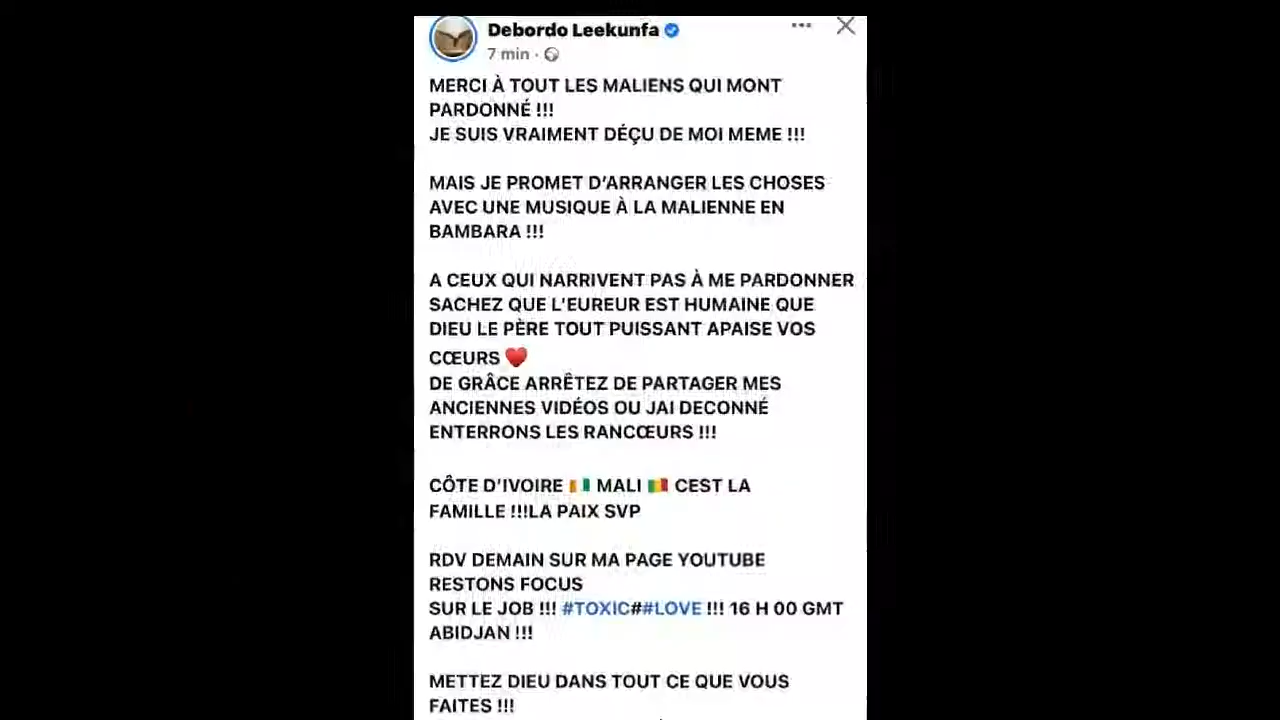 Debordo Leekunfa
7 min ·
MERCI À TOUT LES MALIENS QUI MONT
PARDONNÉ !!!
JE SUIS VRAIMENT DÉÇU DE MOI MEME !!!
MAIS JE PROMET D'ARRANGER LES CHOSES
AVEC UNE MUSIQUE À LA MALIENNE EN
BAMBARA !!!
A CEUX QUI NARRIVENT PAS À ME PARDONNER
SACHEZ QUE L'EUREUR EST HUMAINE QUE
DIEU LE PÈRE TOUT PUISSANT APAISE VOS
CŒURS ♥️
DE GRÂCE ARRÊTEZ DE PARTAGER MES
ANCIENNES VIDÉOS OU JAI DECONNÉ
ENTERRONS LES RANCŒURS !!!
CÔTE D'IVOIRE 🇨🇮 MALI 🇲🇱 CEST LA
FAMILLE !!!LA PAIX SVP
RDV DEMAIN SUR MA PAGE YOUTUBE
RESTONS FOCUS
SUR LE JOB !!! #TOXIC##LOVE !!! 16 H 00 GMT
ABIDJAN !!!
METTEZ DIEU DANS TOUT CE QUE VOUS
FAITES !!!